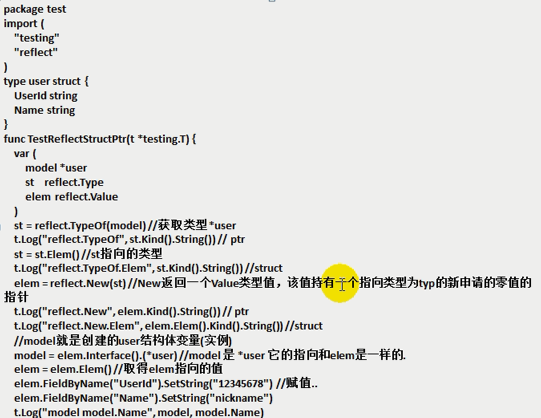 package test
import (
"testing"
"reflect"
)
type user struct {
UserId string
Name string
}
func TestReflectStructPtr(t *testing.T) {
var (
model *user
st reflect.Type
elem reflect.Value
)
st = reflect.TypeOf(model) //获取类型 *user
t.Log("reflect.TypeOf", st.Kind().String()) // ptr
st = st.Elem() //st指向的类型
t.Log("reflect.TypeOf.Elem", st.Kind().String()) //struct
elem = reflect.New(st) //New返回一个Value类型值，该值持有一个指向类型为typ的新申请的零值的
指针
t.Log("reflect.New", elem.Kind().String()) // ptr
t.Log("reflect.New.Elem", elem.Elem().Kind().String()) //struct
//model就是创建的user结构体变量(实例)
model = elem.Interface().(*user) //model 是 *user 它的指向和elem是一样的.
elem = elem.Elem() //取得elem指向的值
elem.FieldByName("UserId").SetString("12345678") //赋值..
elem.FieldByName("Name").SetString("nickname")
t.Log("model model.Name", model, model.Name)